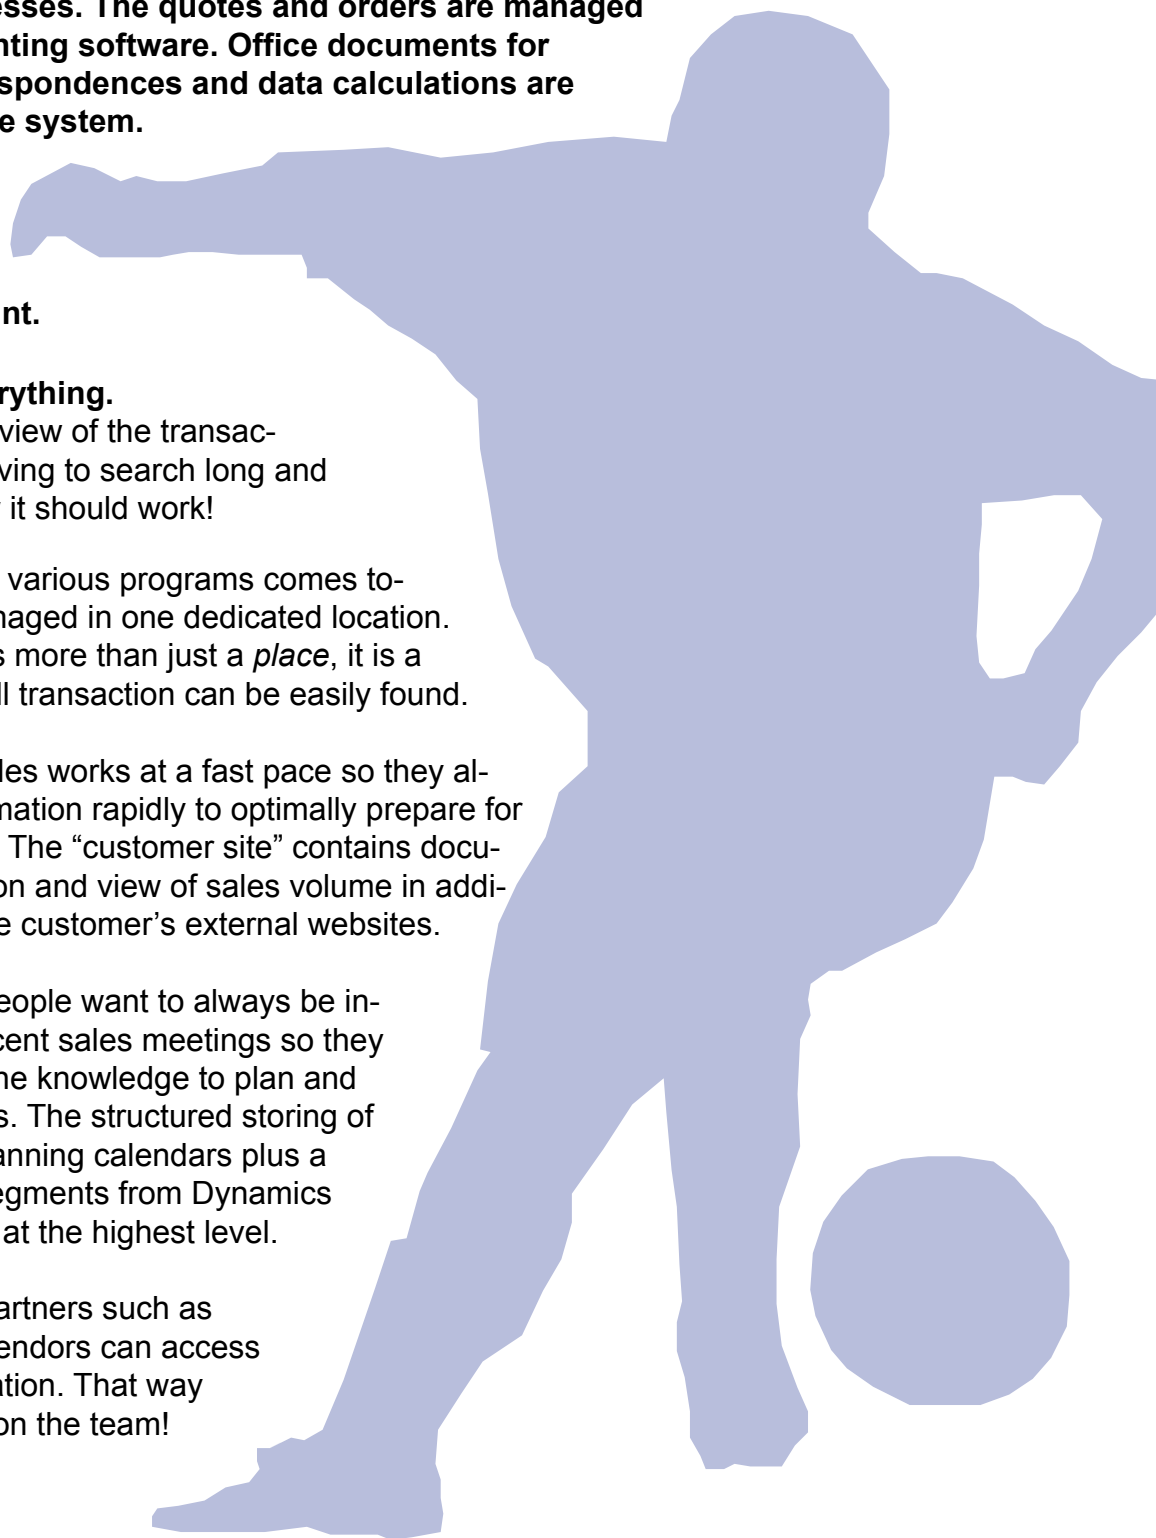 esses. The quotes and orders are managed
nting software. Office documents for
spondences and data calculations are
e system.
nt.
rything.
view of the transac-
ving to search long and
it should work!
various programs comes to-
naged in one dedicated location.
s more than just a place, it is a
ll transaction can be easily found.
les works at a fast pace so they al-
mation rapidly to optimally prepare for
The “customer site” contains docu-
on and view of sales volume in addi-
e customer’s external websites.
eople want to always be in-
cent sales meetings so they
he knowledge to plan and
s. The structured storing of
anning calendars plus a
egments from Dynamics
at the highest level.
artners such as
endors can access
ation. That way
on the team!